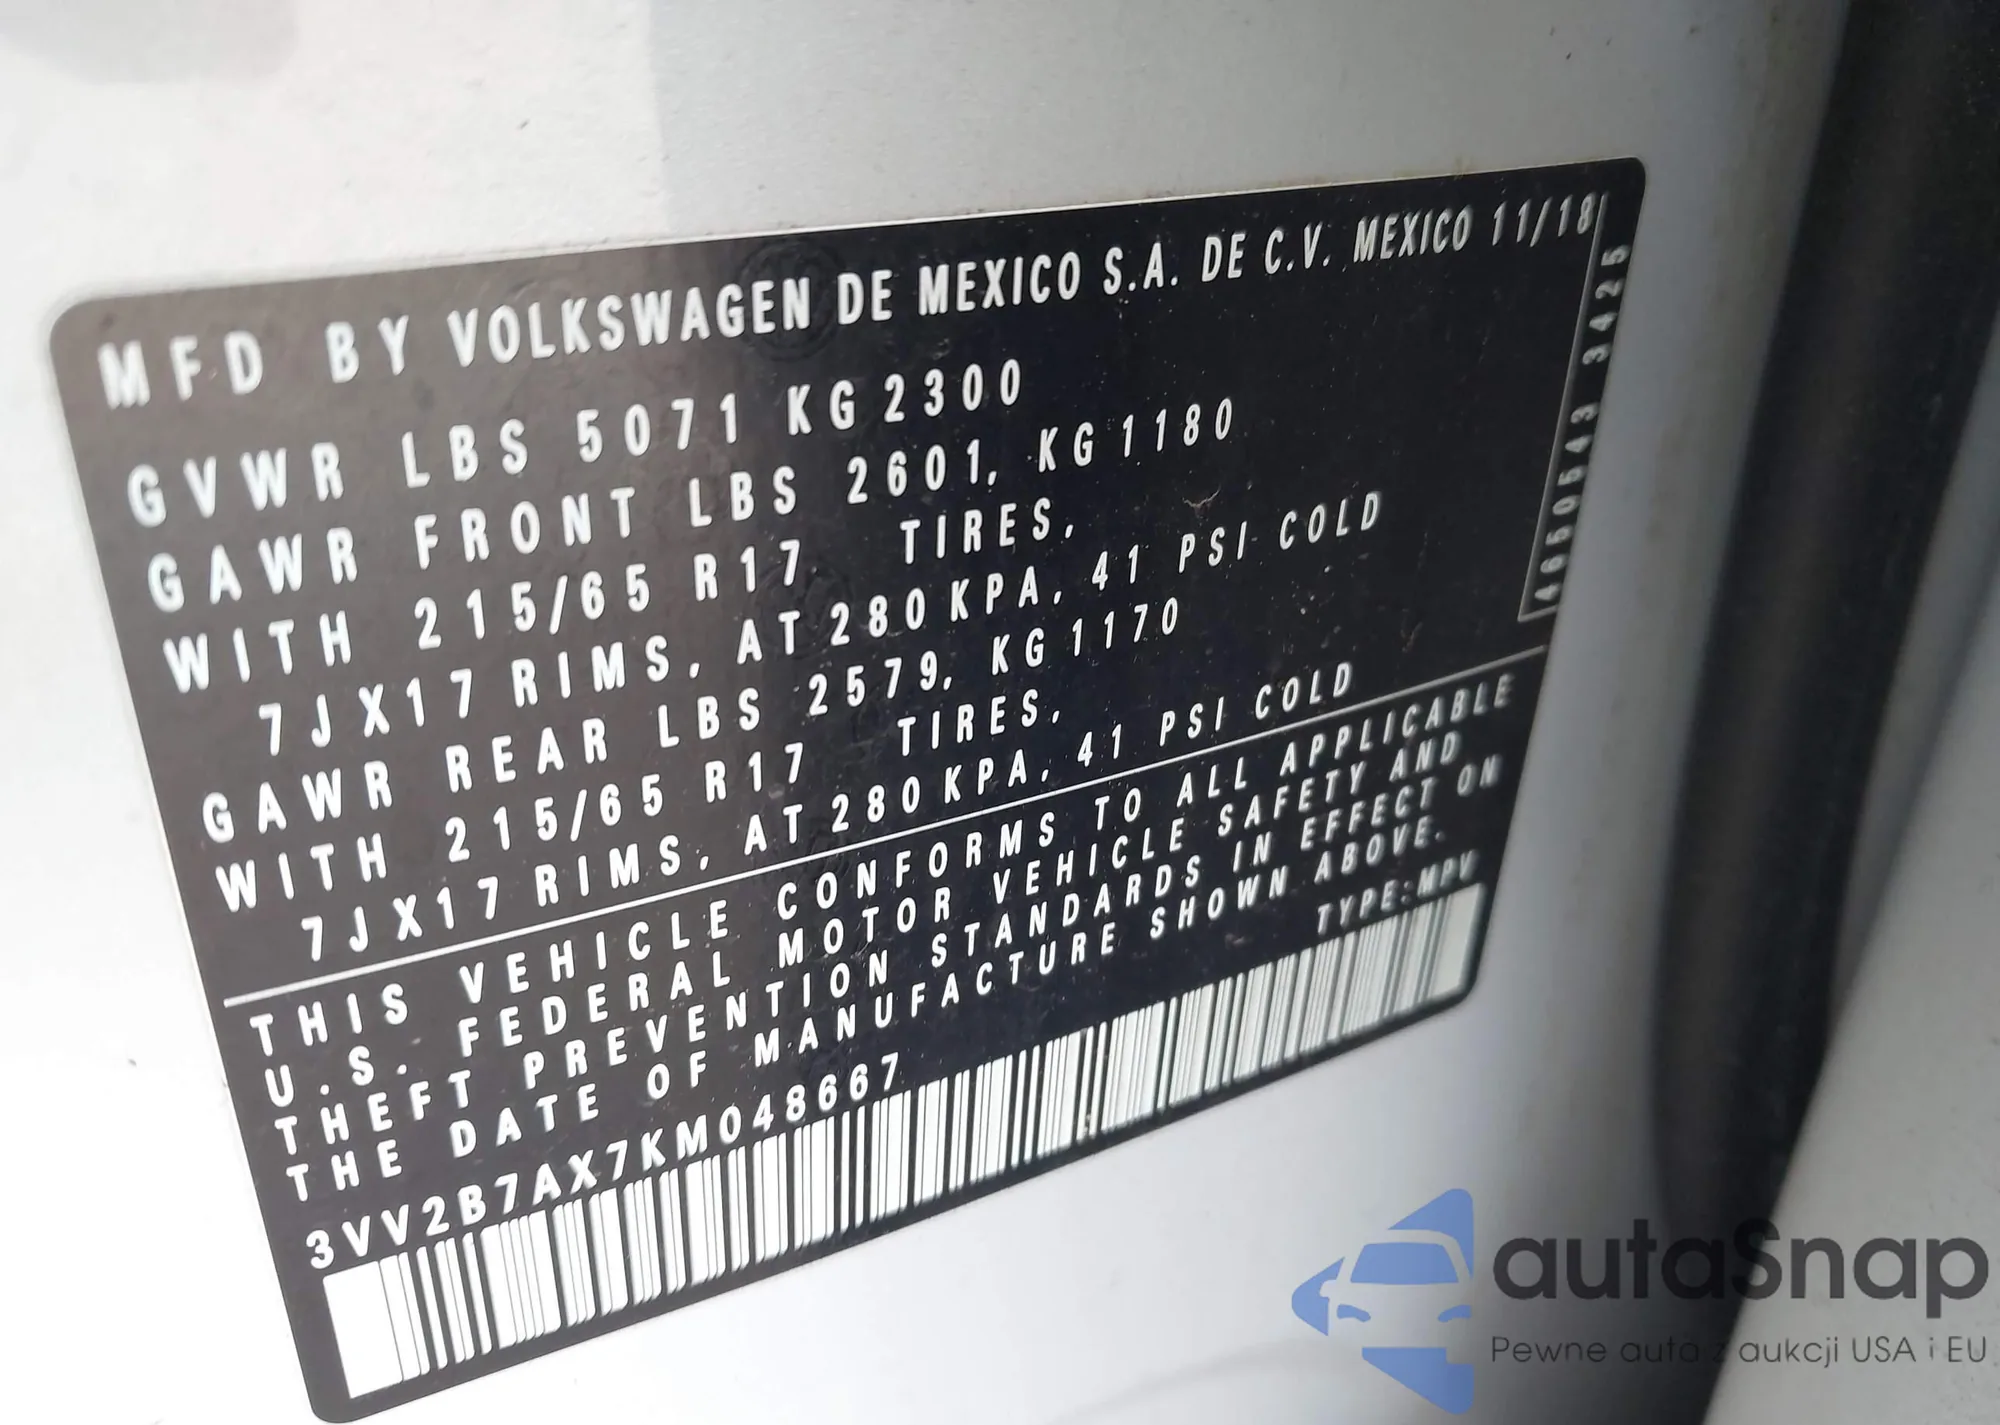 MFD BY VOLKSWAGEN DE MEXICO S.A. DE C.V. MEXICO 11/18
GVWR LBS 5071 KG 2300
GAWR FRONT LBS 2601, KG 1180
WITH 215/65 R17 TIRES,
7JX17 RIMS, AT 280KPA, 41 PSI COLD
GAWR REAR LBS 2579, KG 1170
WITH 215/65 R17 TIRES,
7JX17 RIMS, AT 280KPA, 41 PSI COLD
4650543 3425
THIS VEHICLE CONFORMS TO ALL APPLICABLE
U.S. FEDERAL MOTOR VEHICLE SAFETY AND
THEFT PREVENTION STANDARDS IN EFFECT ON
THE DATE OF MANUFACTURE SHOWN ABOVE.
3VV2B7AX7KM048667 TYPE:MPV
autaSnap
Pewne auta z aukcji USA i EU